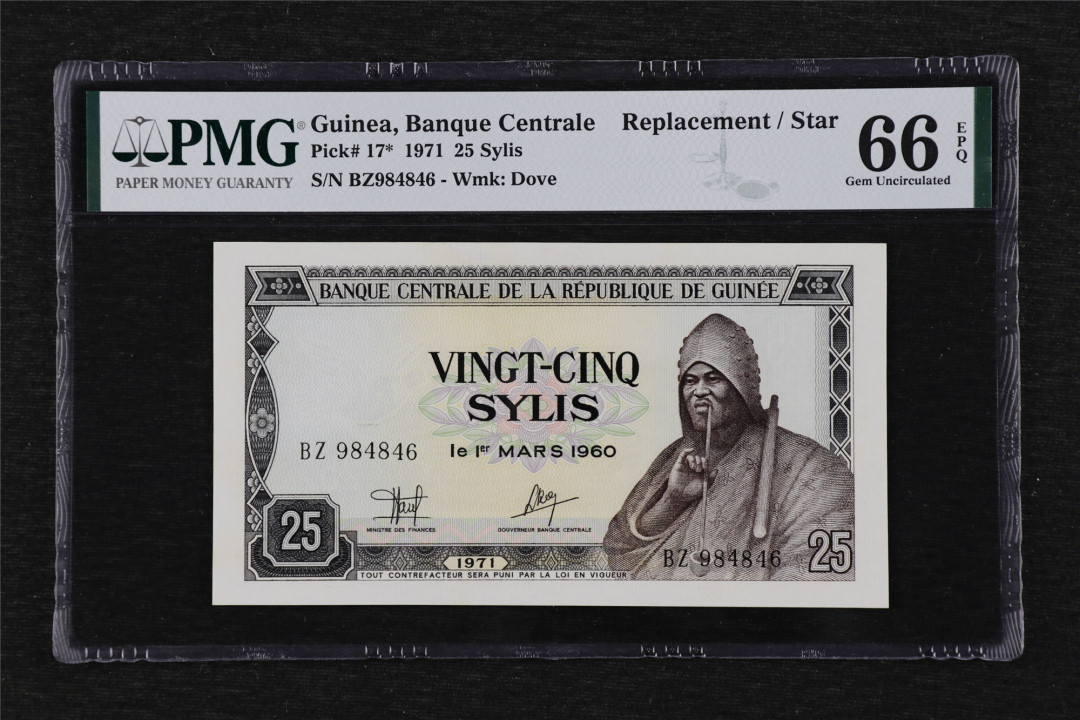 PMG®
PAPER MONEY GUARANTY
Guinea, Banque Centrale Replacement / Star
Pick# 17* 1971 25 Sylis
S/N BZ984846 - Wmk: Dove
66 EPQ
Gem Uncirculated
BANQUE CENTRALE DE LA RÉPUBLIQUE DE GUINÉE
VINGT-CINQ
SYLIS
BZ 984846
le 1er MARS 1960
MINISTRE DES FINANCES
GOUVERNEUR BANQUE CENTRALE
25
1971
BZ 984846
25
TOUT CONTREFACTEUR SERA PUNI PAR LA LOI EN VIGUEUR